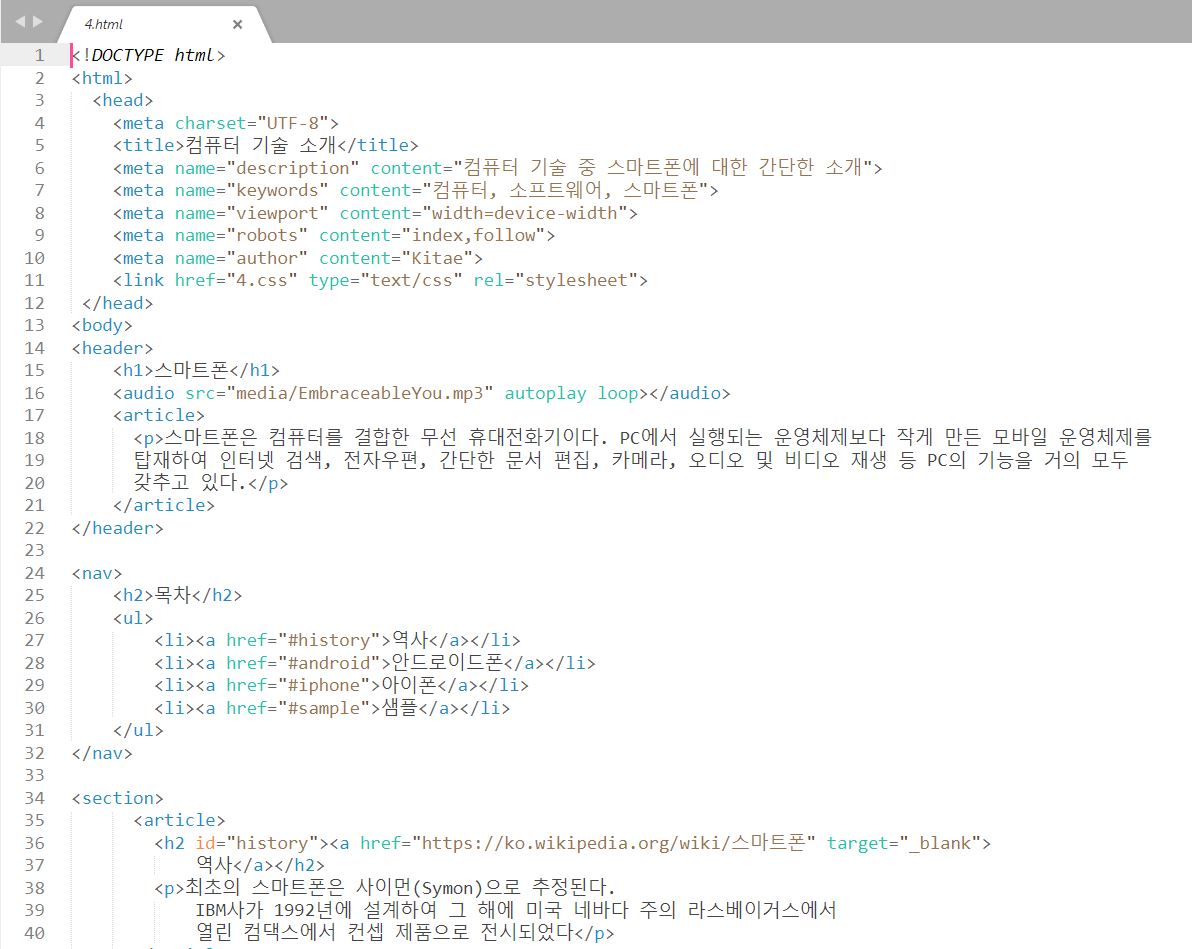 4.html
1 <!DOCTYPE html>
2 <html>
3 <head>
4 <meta charset="UTF-8">
5 <title>컴퓨터 기술 소개</title>
6 <meta name="description" content="컴퓨터 기술 중 스마트폰에 대한 간단한 소개">
7 <meta name="keywords" content="컴퓨터, 소프트웨어, 스마트폰">
8 <meta name="viewport" content="width=device-width">
9 <meta name="robots" content="index,follow">
10 <meta name="author" content="Kitae">
11 <link href="4.css" type="text/css" rel="stylesheet">
12 </head>
13 <body>
14 <header>
15 <h1>스마트폰</h1>
16 <audio src="media/EmbraceableYou.mp3" autoplay loop></audio>
17 <article>
18 <p>스마트폰은 컴퓨터를 결합한 무선 휴대전화기이다. PC에서 실행되는 운영체제보다 작게 만든 모바일 운영체제를
19 탑재하여 인터넷 검색, 전자우편, 간단한 문서 편집, 카메라, 오디오 및 비디오 재생 등 PC의 기능을 거의 모두
20 갖추고 있다.</p>
21 </article>
22 </header>
23
24 <nav>
25 <h2>목차</h2>
26 <ul>
27 <li><a href="#history">역사</a></li>
28 <li><a href="#android">안드로이드폰</a></li>
29 <li><a href="#iphone">아이폰</a></li>
30 <li><a href="#sample">샘플</a></li>
31 </ul>
32 </nav>
33
34 <section>
35 <article>
36 <h2 id="history"><a href="https://ko.wikipedia.org/wiki/스마트폰" target="_blank">
37 역사</a></h2>
38 <p>최초의 스마트폰은 사이먼(Symon)으로 추정된다.
39 IBM사가 1992년에 설계하여 그 해에 미국 네바다 주의 라스베이거스에서
40 열린 컴댁스에서 컨셉 제품으로 전시되었다</p>